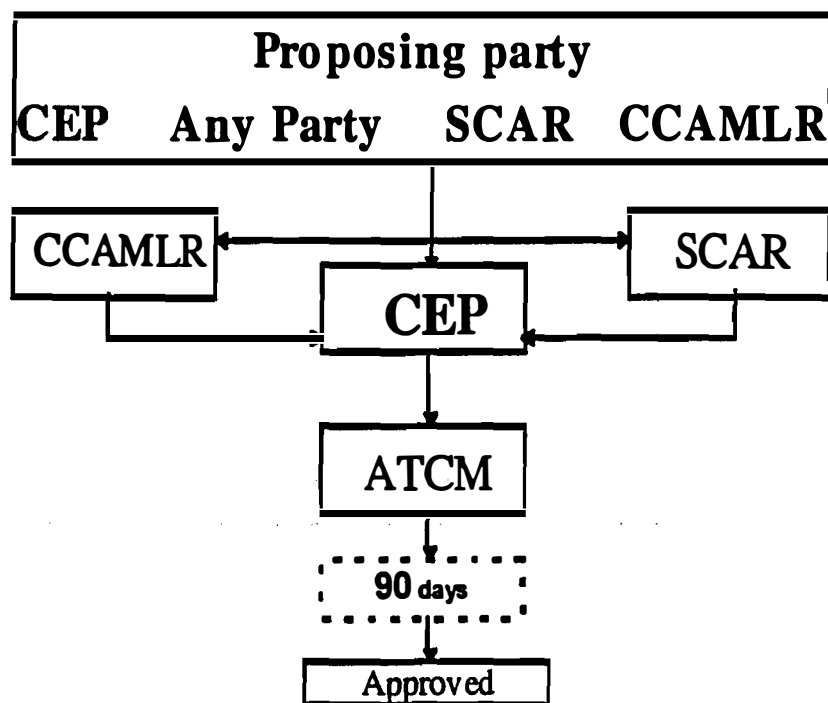 Proposing party
CEP Any Party SCAR CCAMLR
CCAMLR
SCAR
CEP
ATCM
90 days
Approved